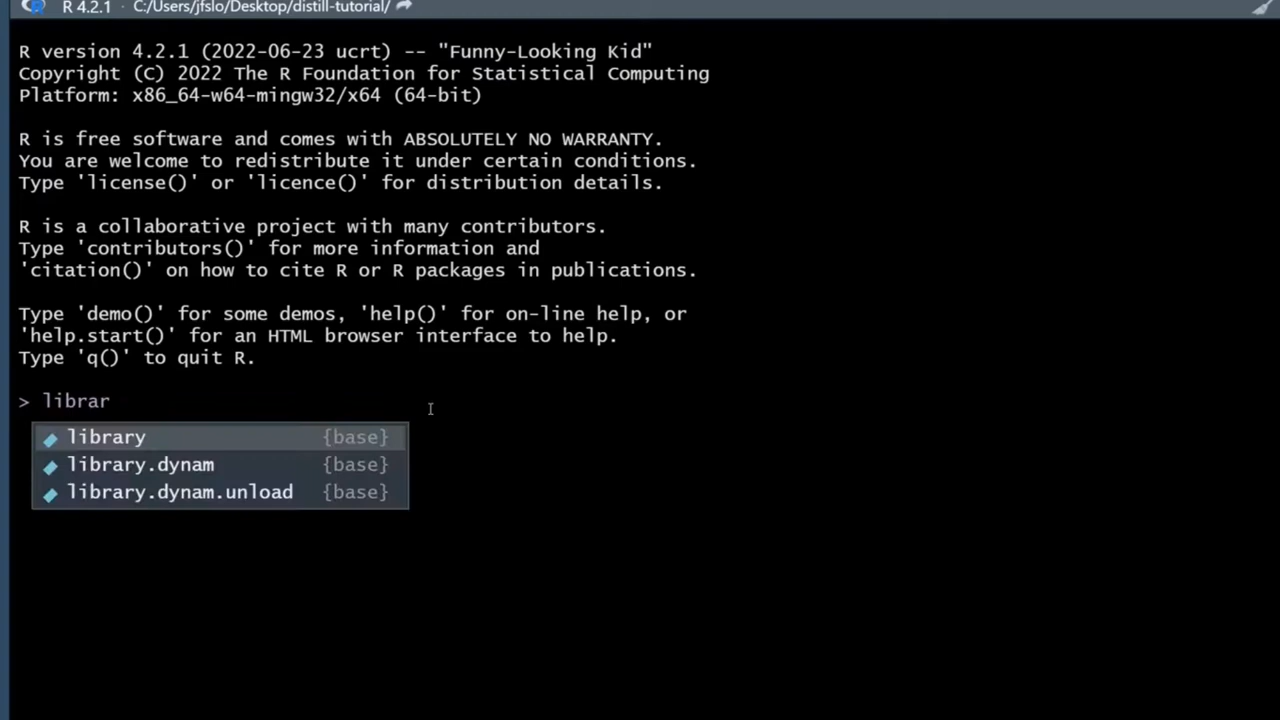 R 4.2.1 · C:/Users/jfslo/Desktop/distill-tutorial/
R version 4.2.1 (2022-06-23 ucrt) -- "Funny-Looking Kid"
Copyright (C) 2022 The R Foundation for Statistical Computing
Platform: x86_64-w64-mingw32/x64 (64-bit)
R is free software and comes with ABSOLUTELY NO WARRANTY.
You are welcome to redistribute it under certain conditions.
Type 'license()' or 'licence()' for distribution details.
R is a collaborative project with many contributors.
Type 'contributors()' for more information and
'citation()' on how to cite R or R packages in publications.
Type 'demo()' for some demos, 'help()' for on-line help, or
'help.start()' for an HTML browser interface to help.
Type 'q()' to quit R.
> librar
library {base}
library.dynam {base}
library.dynam.unload {base}